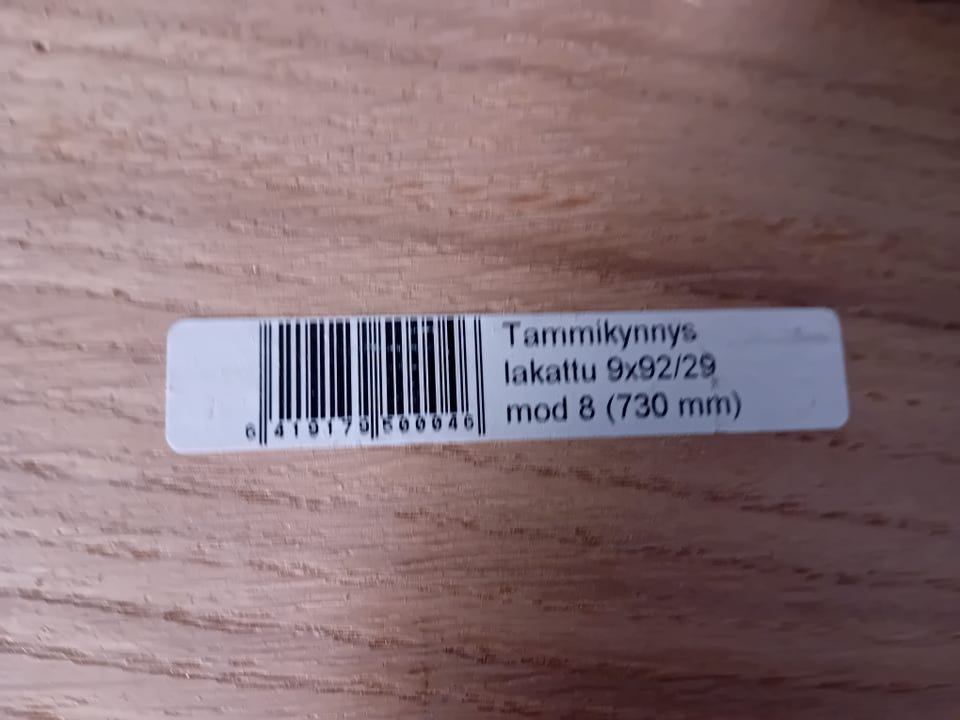 Tammikynnys
lakattu 9x92/29
mod 8 (730 mm)
6 419179 500046